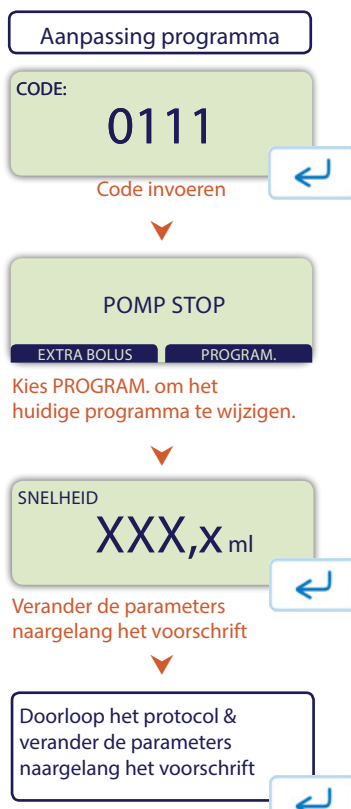 Aanpassing programma
CODE:
0111
Code invoeren
POMP STOP
EXTRA BOLUS PROGRAM.
Kies PROGRAM. om het
huidige programma te wijzigen.
SNELHEID
XXX,x ml
Verander de parameters
naargelang het voorschrift
Doorloop het protocol &
verander de parameters
naargelang het voorschrift